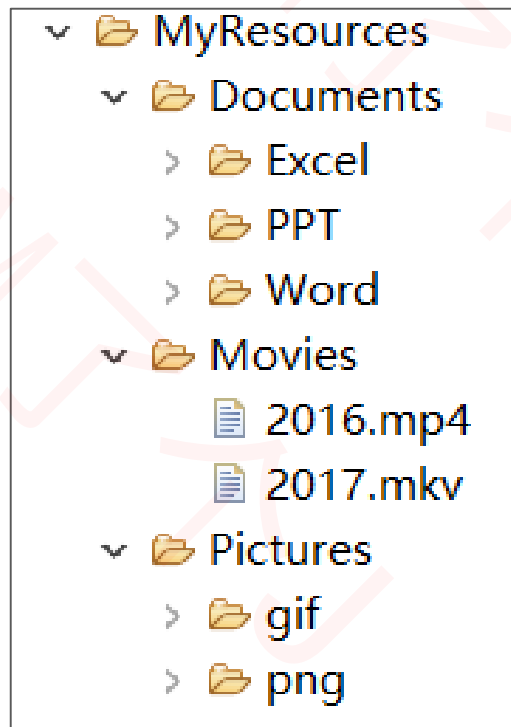 MyResources
Documents
Excel
PPT
Word
Movies
2016.mp4
2017.mkv
Pictures
gif
png